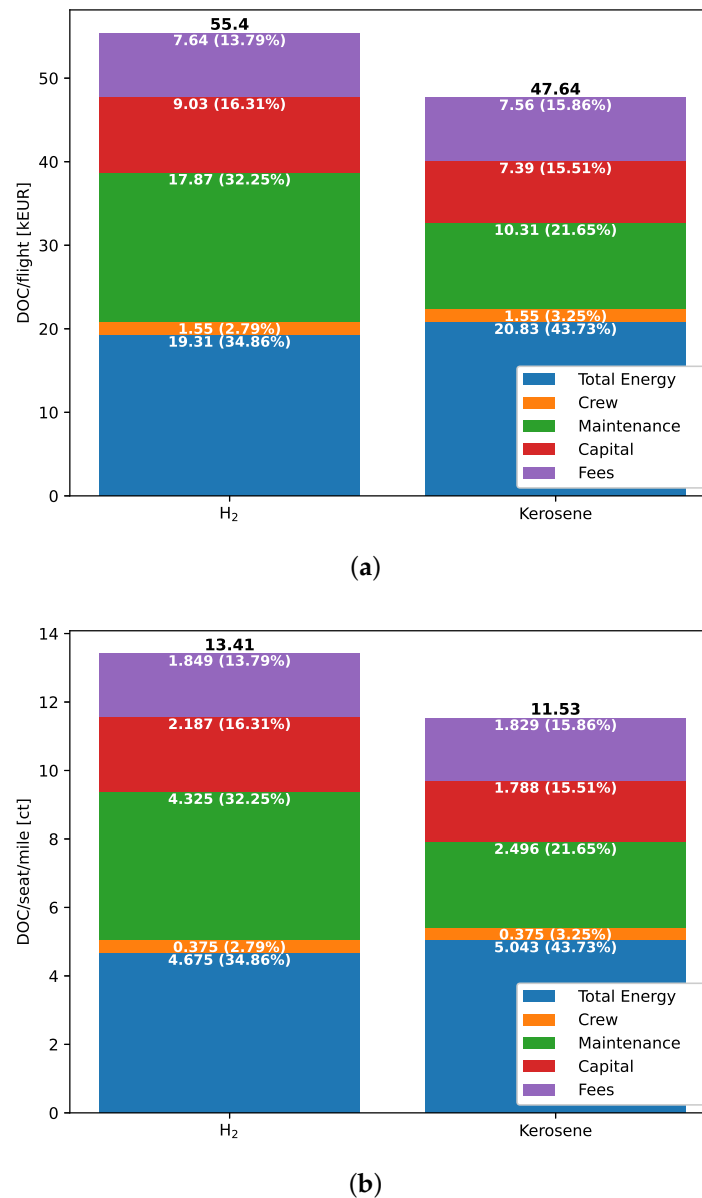 55.4
7.64 (13.79%)
47.64
7.56 (15.86%)
9.03 (16.31%)
7.39 (15.51%)
17.87 (32.25%)
10.31 (21.65%)
1.55 (2.79%)
1.55 (3.25%)
19.31 (34.86%)
20.83 (43.73%)
DOC/flight [kEUR]
50
40
30
20
10
0
Total Energy
Crew
Maintenance
Capital
Fees
H₂
Kerosene
(a)
13.41
1.849 (13.79%)
11.53
1.829 (15.86%)
2.187 (16.31%)
1.788 (15.51%)
4.325 (32.25%)
2.496 (21.65%)
0.375 (2.79%)
0.375 (3.25%)
4.675 (34.86%)
5.043 (43.73%)
DOC/seat/mile [ct]
14
12
10
8
6
4
2
0
Total Energy
Crew
Maintenance
Capital
Fees
H₂
Kerosene
(b)